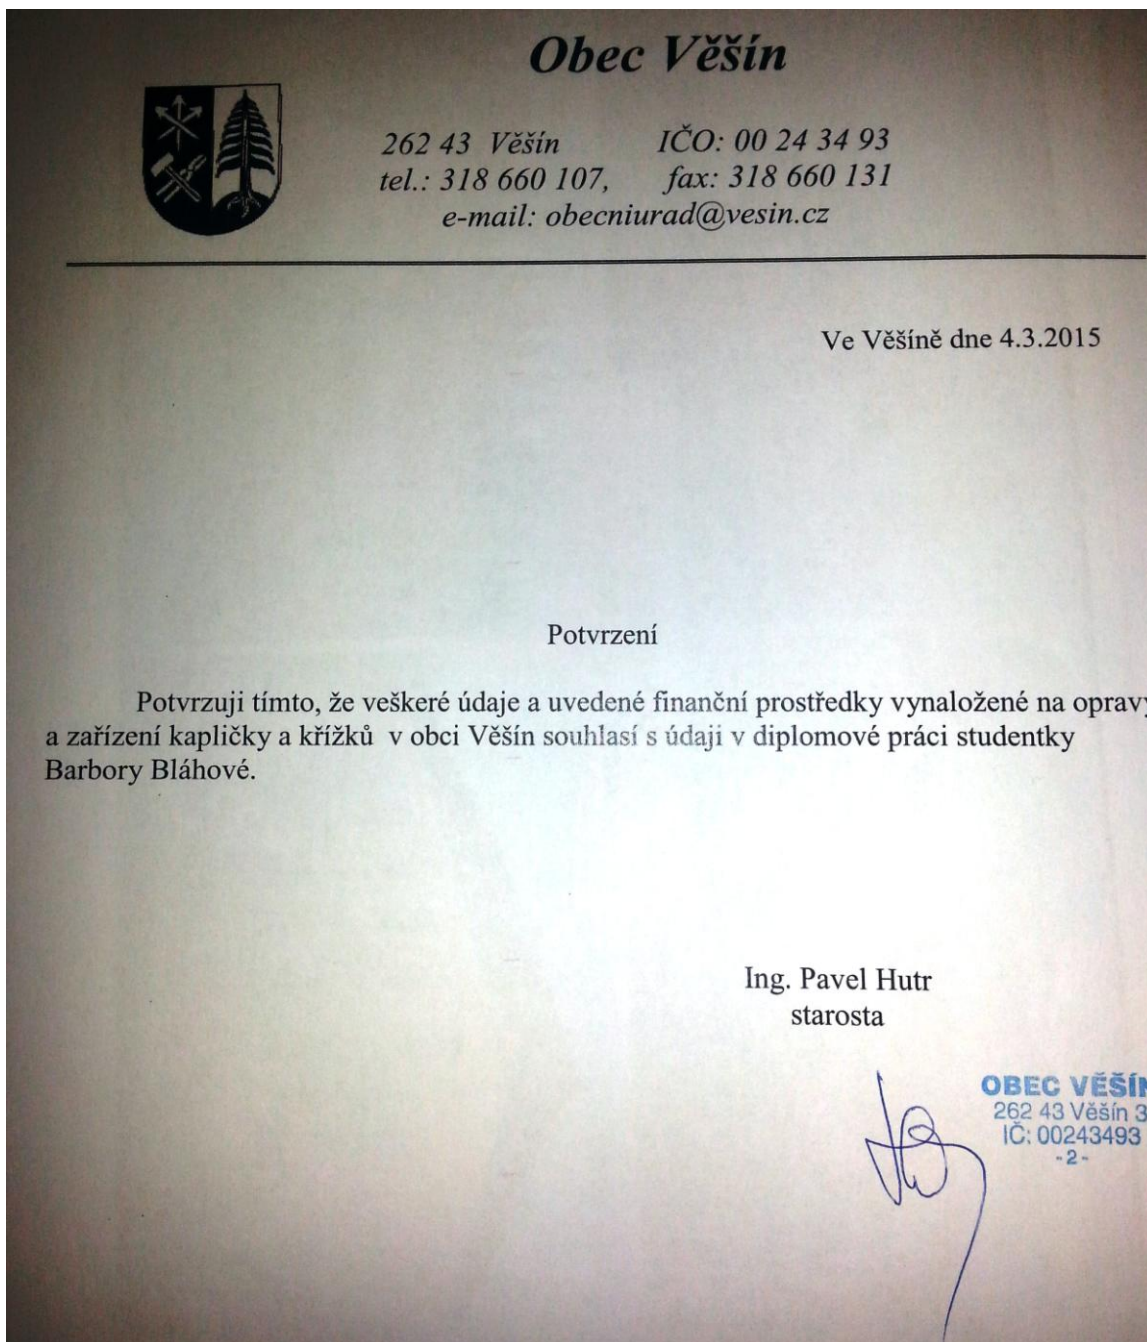 Obec Věšín
262 43 Věšín IČO: 00 24 34 93
tel.: 318 660 107, fax: 318 660 131
e-mail: obecniurad@vesin.cz
Ve Věšíně dne 4.3.2015
Potvrzení
Potvrzuji tímto, že veškeré údaje a uvedené finanční prostředky vynaložené na opravy
a zařízení kapličky a křížků v obci Věšín souhlasí s údaji v diplomové práci studentky
Barbory Bláhové.
Ing. Pavel Hutr
starosta
OBEC VĚŠÍN
262 43 Věšín 3
IČ: 00243493
-2-